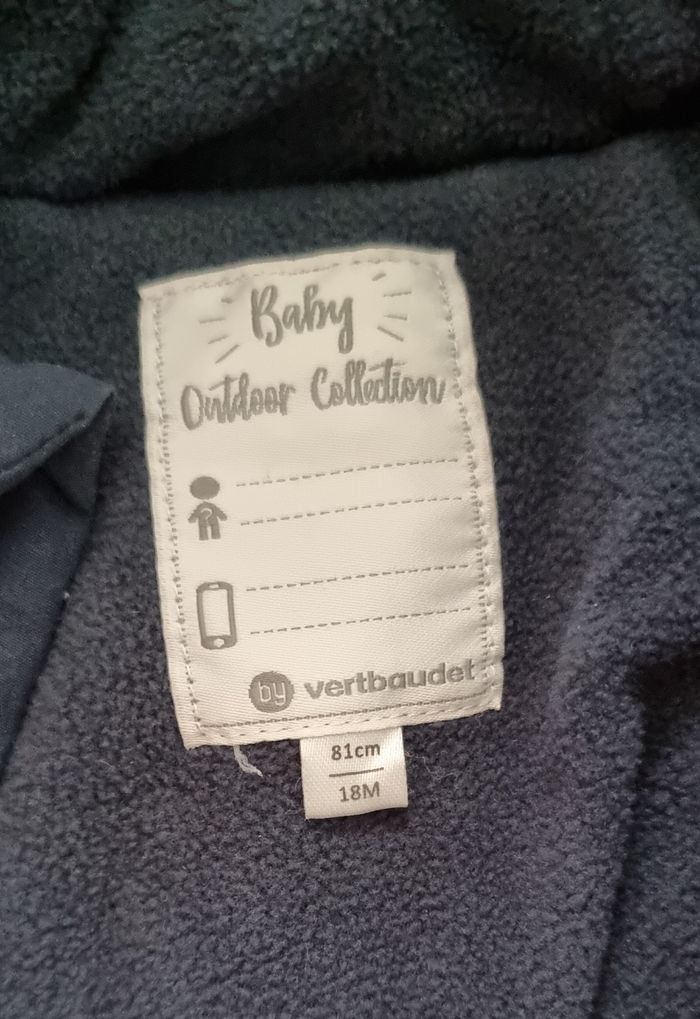 Baby
Outdoor Collection
by vertbaudet
81cm
18M